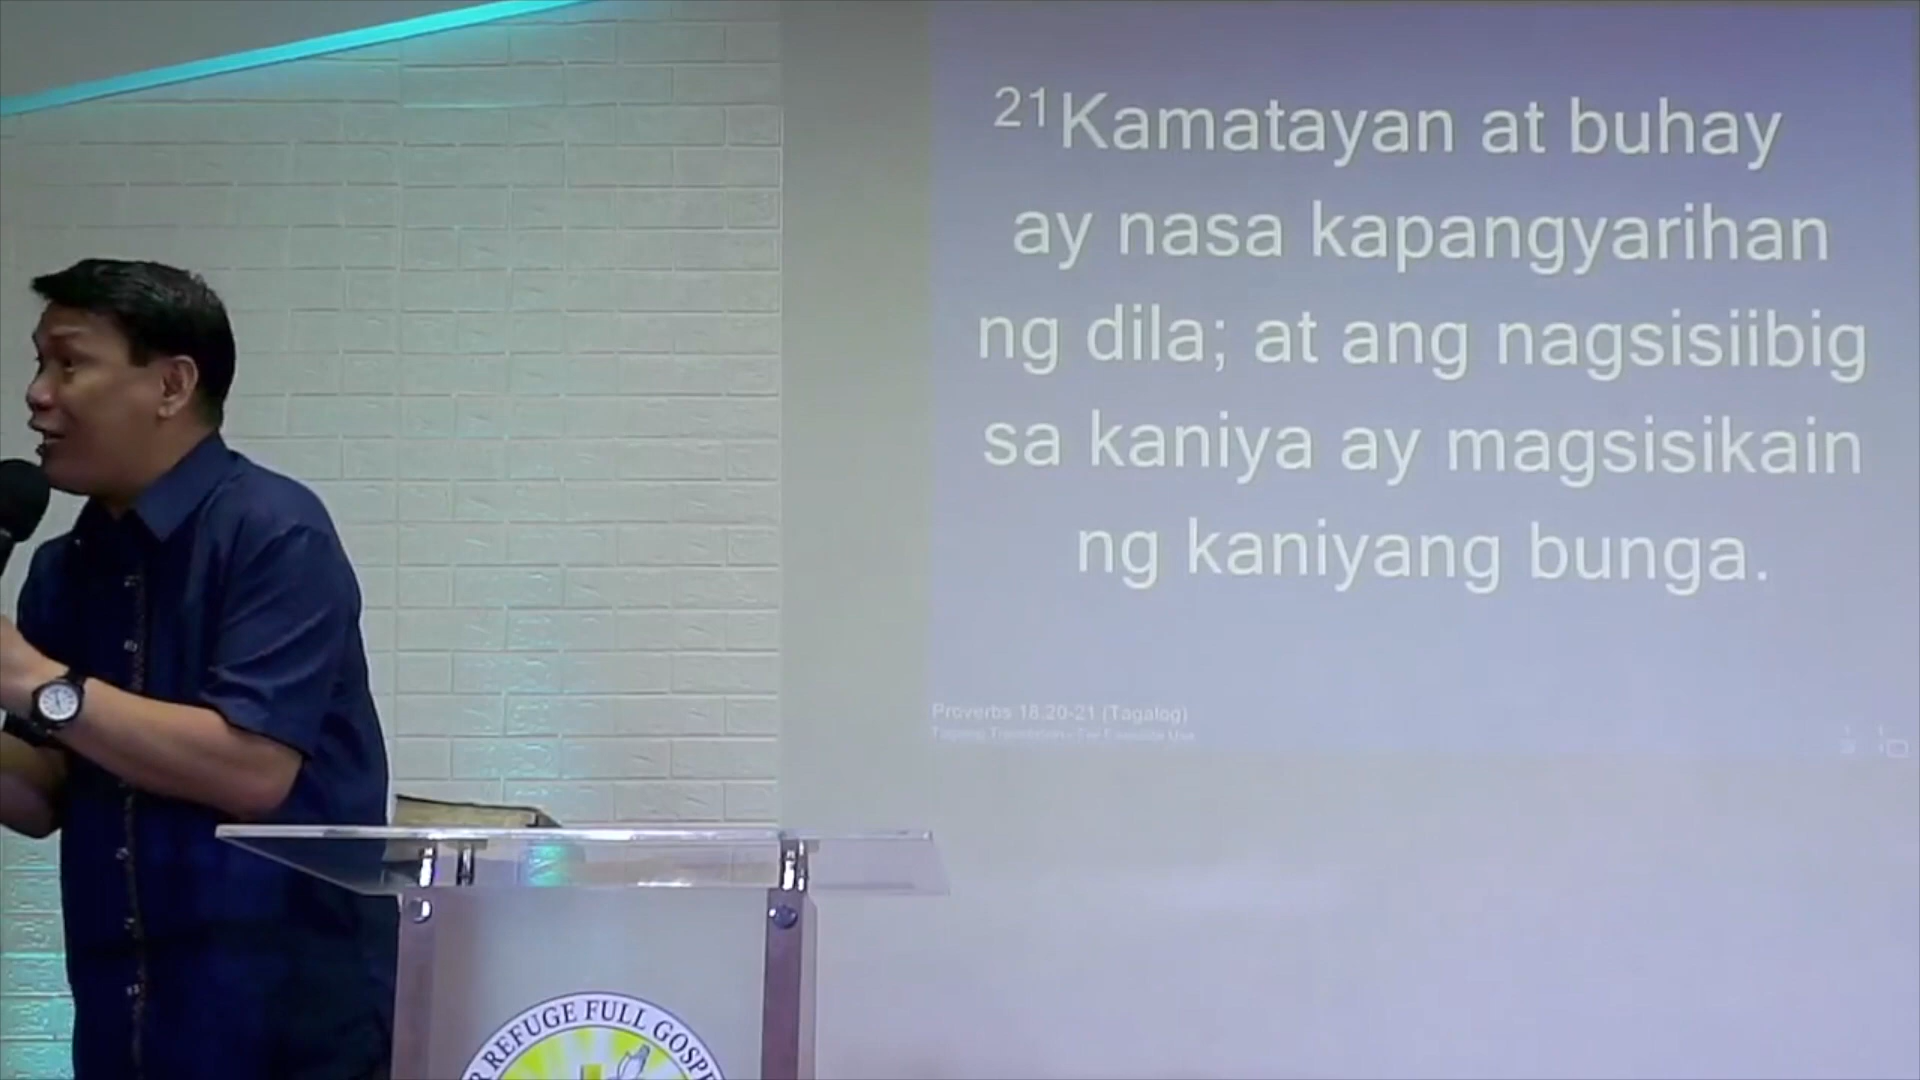 21Kamatayan at buhay
ay nasa kapangyarihan
ng dila; at ang nagsisiibig
sa kaniya ay magsisikain
ng kaniyang bunga.
Proverbs 18:20-21 (Tagalog)
REFUGE FULL GOSPE